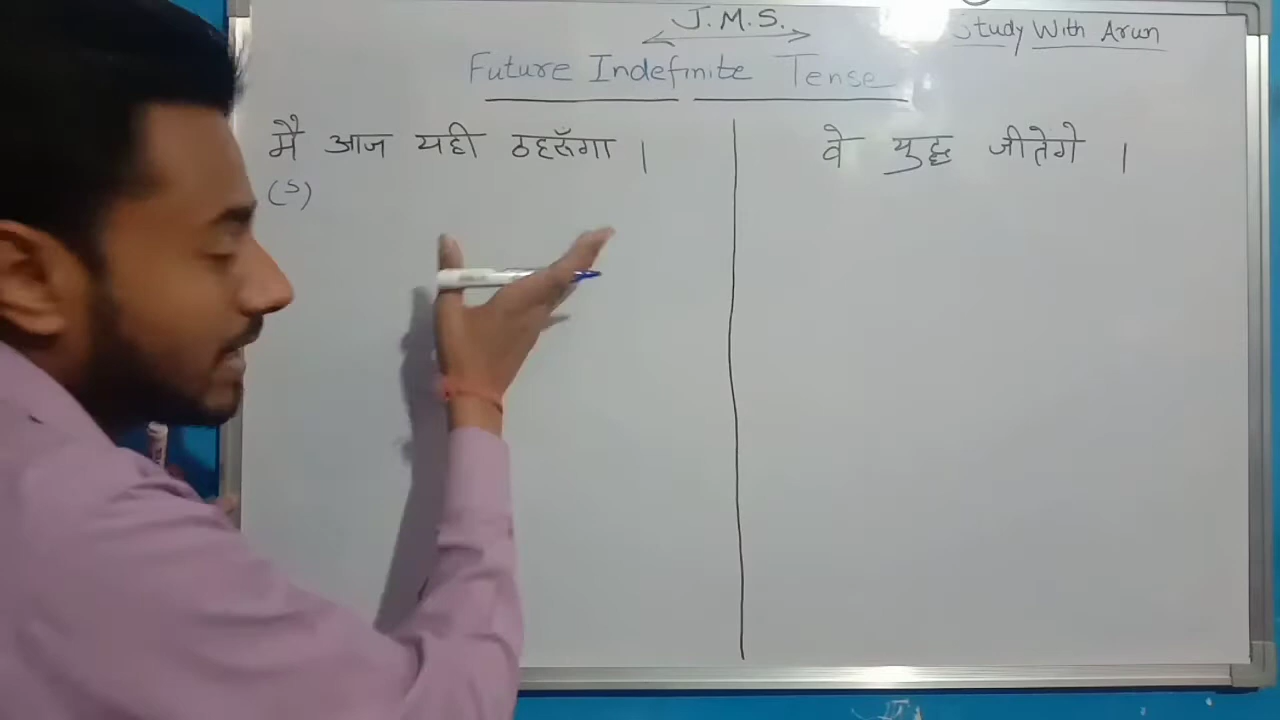 J.M.S.
Study With Arun
Future Indefinite Tense
मै आज यही ठहरूँगा ।
(S)
वे युद्ध जीतेगे ।